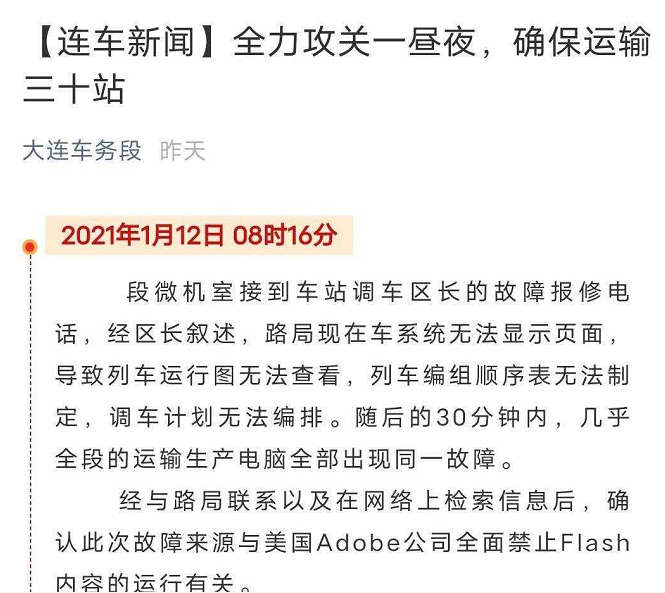 【连车新闻】全力攻关一昼夜，确保运输
三十站
大连车务段 昨天
2021年1月12日 08时16分
段微机室接到车站调车区长的故障报修电
话，经区长叙述，路局现在车系统无法显示页面，
导致列车运行图无法查看，列车编组顺序表无法制
定，调车计划无法编排。随后的30分钟内，几乎
全段的运输生产电脑全部出现同一故障。
经与路局联系以及在网络上检索信息后，确
认此次故障来源与美国Adobe公司全面禁止Flash
内容的运行有关。